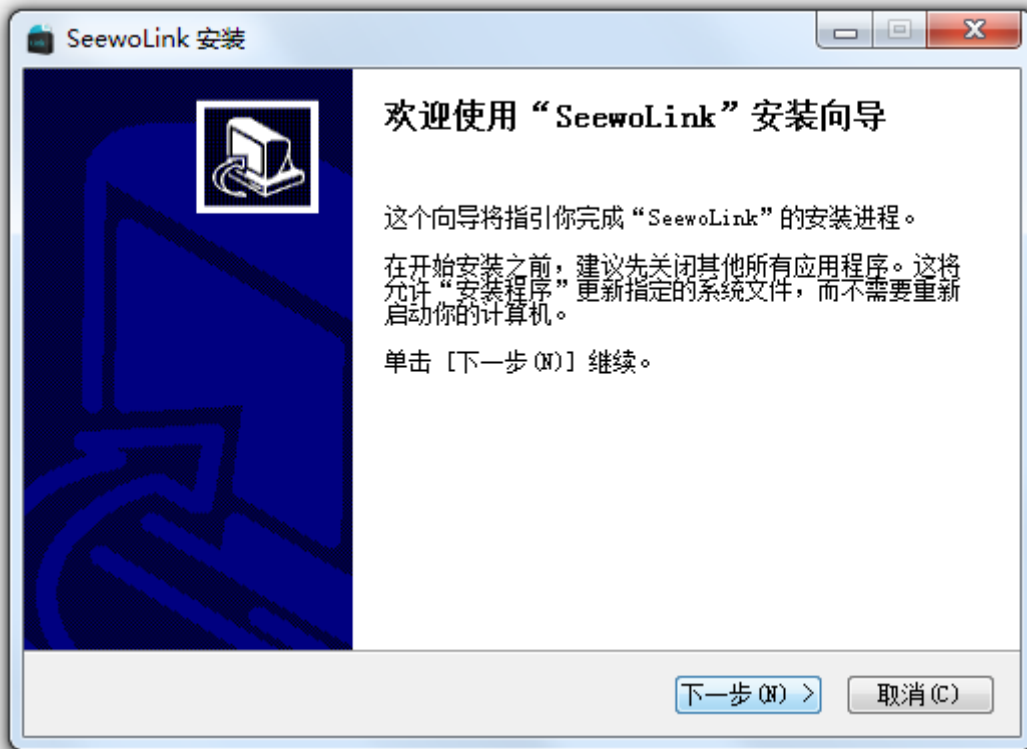 SeewoLink 安装
欢迎使用“SeewoLink”安装向导
这个向导将指引你完成“SeewoLink”的安装进程。
在开始安装之前，建议先关闭其他所有应用程序。这将
允许“安装程序”更新指定的系统文件，而不需要重新
启动你的计算机。
单击 [下一步(N)] 继续。
下一步(N) >
取消(C)